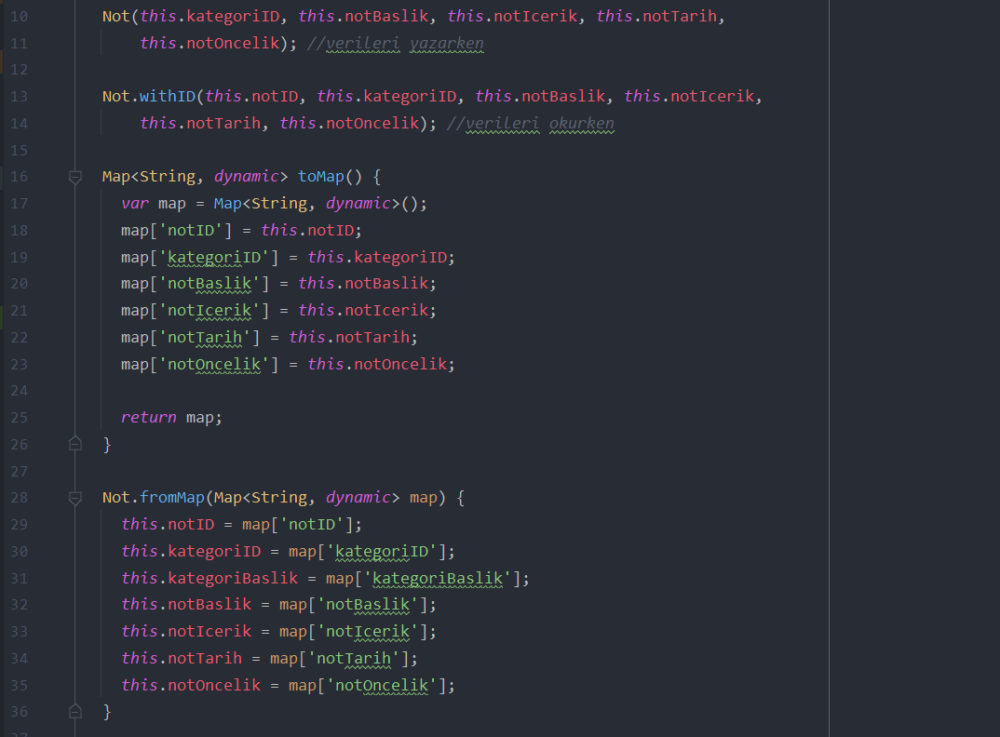 10 Not(this.kategoriID, this.notBaslik, this.notIcerik, this.notTarih,
11 this.notOncelik); //verileri yazarken
12
13 Not.withID(this.notID, this.kategoriID, this.notBaslik, this.notIcerik,
14 this.notTarih, this.notOncelik); //verileri okurken
15
16 Map<String, dynamic> toMap() {
17 var map = Map<String, dynamic>();
18 map['notID'] = this.notID;
19 map['kategoriID'] = this.kategoriID;
20 map['notBaslik'] = this.notBaslik;
21 map['notIcerik'] = this.notIcerik;
22 map['notTarih'] = this.notTarih;
23 map['notOncelik'] = this.notOncelik;
24
25 return map;
26 }
27
28 Not.fromMap(Map<String, dynamic> map) {
29 this.notID = map['notID'];
30 this.kategoriID = map['kategoriID'];
31 this.kategoriBaslik = map['kategoriBaslik'];
32 this.notBaslik = map['notBaslik'];
33 this.notIcerik = map['notIcerik'];
34 this.notTarih = map['notTarih'];
35 this.notOncelik = map['notOncelik'];
36 }
37